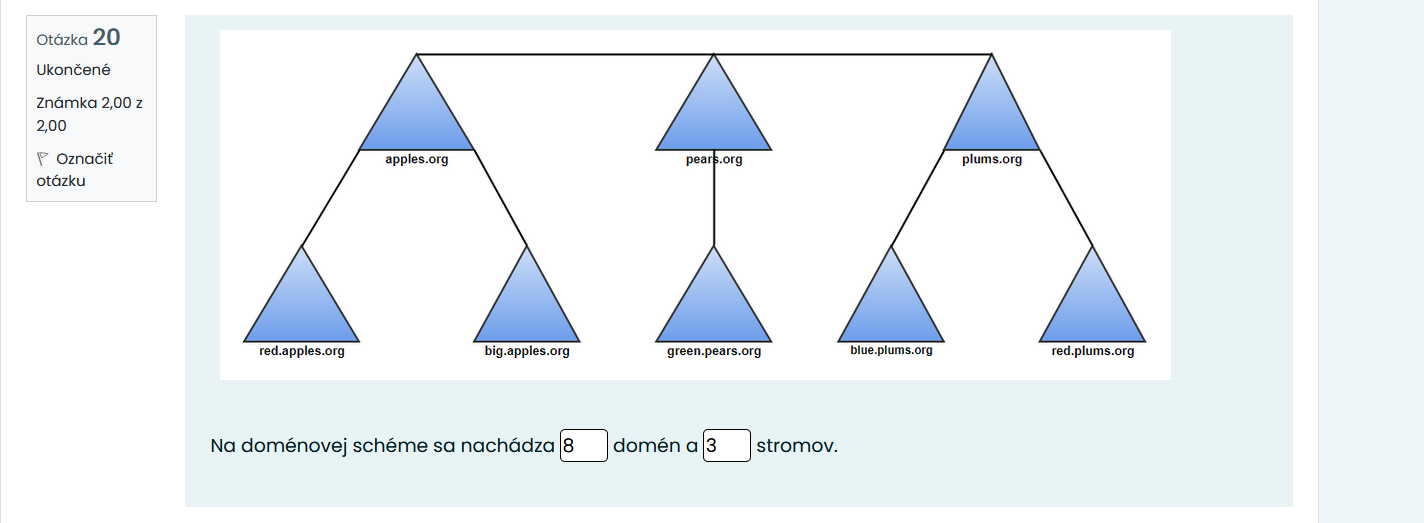 Otázka 20
Ukončené
Známka 2,00 z
2,00
Označiť
otázku
apples.org
pears.org
plums.org
red.apples.org
big.apples.org
green.pears.org
blue.plums.org
red.plums.org
Na doménovej schéme sa nachádza 8 domén a 3 stromov.